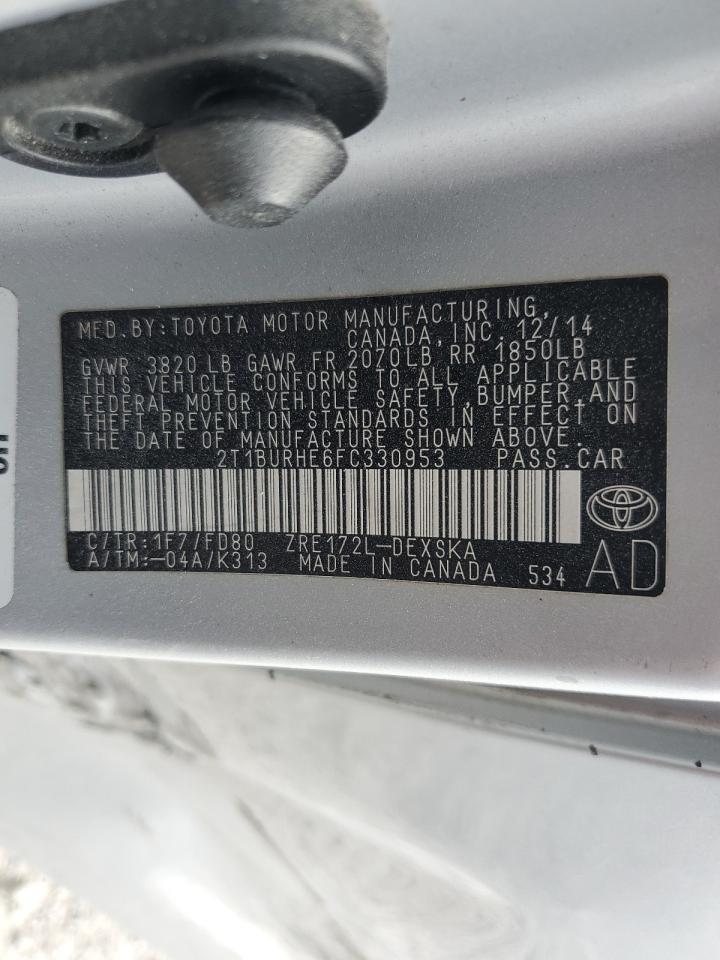 MFD.BY:TOYOTA MOTOR MANUFACTURING,
CANADA,INC. 12/14
GVWR 3820 LB GAWR FR 2070LB RR 1850LB
THIS VEHICLE CONFORMS TO ALL APPLICABLE
FEDERAL MOTOR VEHICLE SAFETY,BUMPER,AND
THEFT PREVENTION STANDARDS IN EFFECT ON
THE DATE OF MANUFACTURE SHOWN ABOVE.
2T1BURHE6FC330953 PASS.CAR
C/TR:1F7/FD80 ZRE172L-DEXSKA
A/TM:-04A/K313 MADE IN CANADA 534 AD